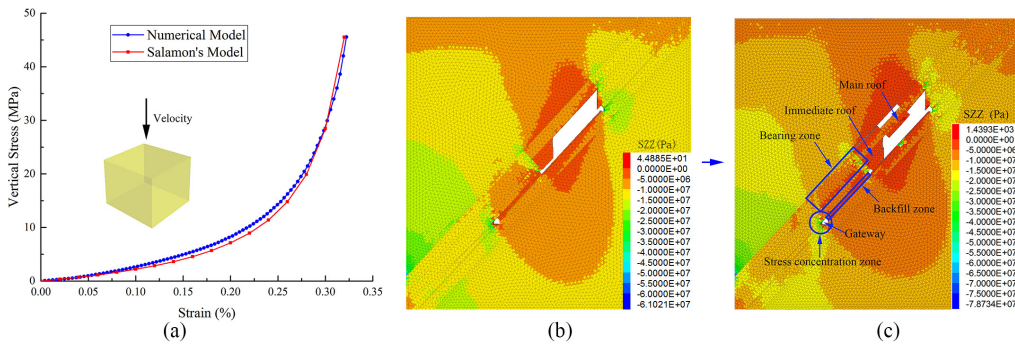 Numerical Model
Salamon's Model
Velocity
Vertical Stress (MPa)
50
40
30
20
10
0
0.00 0.05 0.10 0.15 0.20 0.25 0.30 0.35
Strain (%)
(a)
SZZ(Pa)
4.4885E+01
0.0000E+00
-5.0000E+06
-1.0000E+07
-1.5000E+07
-2.0000E+07
-2.5000E+07
-3.0000E+07
-3.5000E+07
-4.0000E+07
-4.5000E+07
-5.0000E+07
-5.5000E+07
-6.0000E+07
-6.1021E+07
(b)
Main roof
Immediate roof
Bearing zone
Backfill zone
Gateway
Stress concentration zone
SZZ (Pa)
1.4393E+03
0.0000E+00
-5.0000E+06
-1.0000E+07
-1.5000E+07
-2.0000E+07
-2.5000E+07
-3.0000E+07
-3.5000E+07
-4.0000E+07
-4.5000E+07
-5.0000E+07
-5.5000E+07
-6.0000E+07
-6.5000E+07
-7.0000E+07
-7.5000E+07
-7.8734E+07
(c)